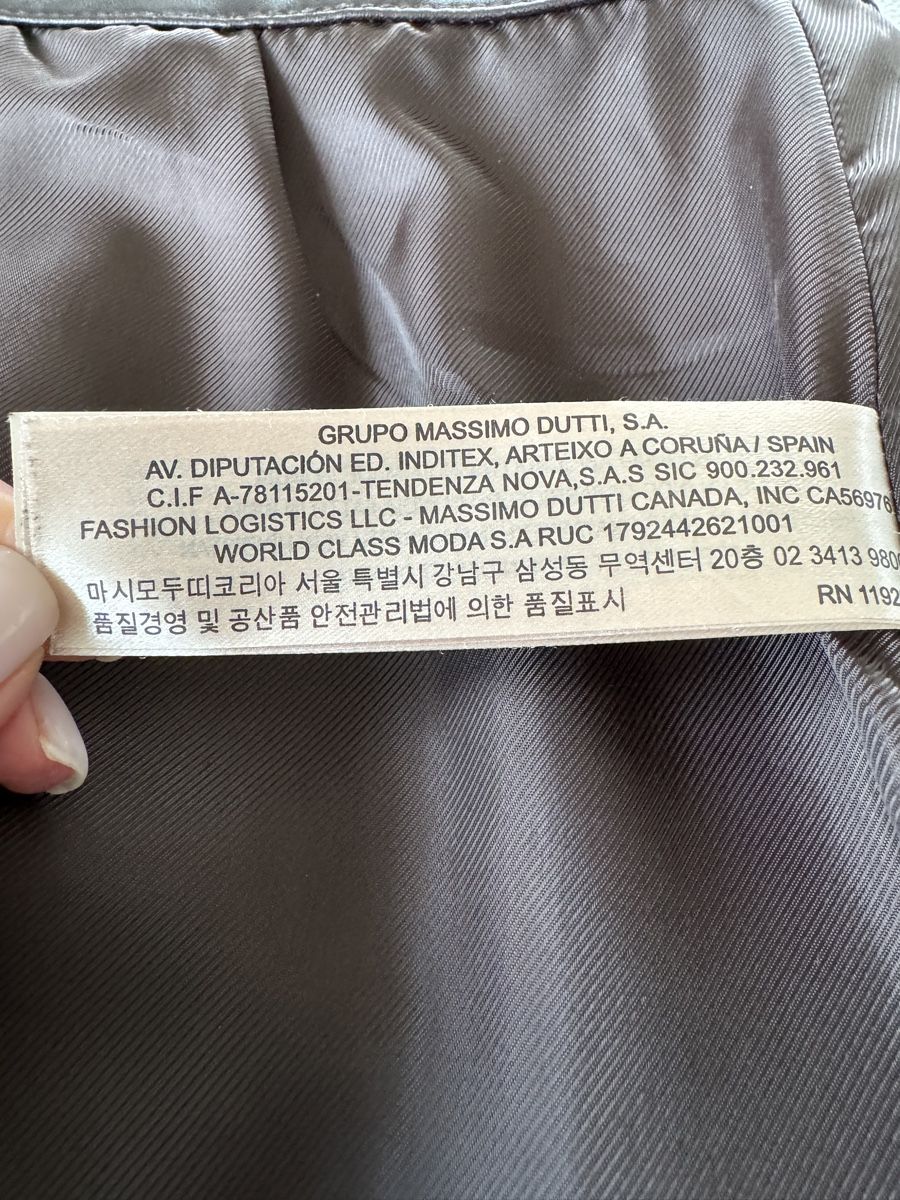 GRUPO MASSIMO DUTTI, S.A.
AV. DIPUTACIÓN ED. INDITEX, ARTEIXO A CORUÑA / SPAIN
C.I.F A-78115201-TENDENZA NOVA,S.A.S SIC 900.232.961
FASHION LOGISTICS LLC - MASSIMO DUTTI CANADA, INC CA56976
WORLD CLASS MODA S.A RUC 1792442621001
마시모두띠코리아 서울 특별시 강남구 삼성동 무역센터 20층 02 3413 980
품질경영 및 공산품 안전관리법에 의한 품질표시
RN 1192